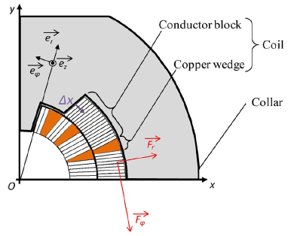 y
Conductor block
Coil
Copper wedge
Collar
e_r
e_φ
e_z
Δx
F_r
F_φ
O
x